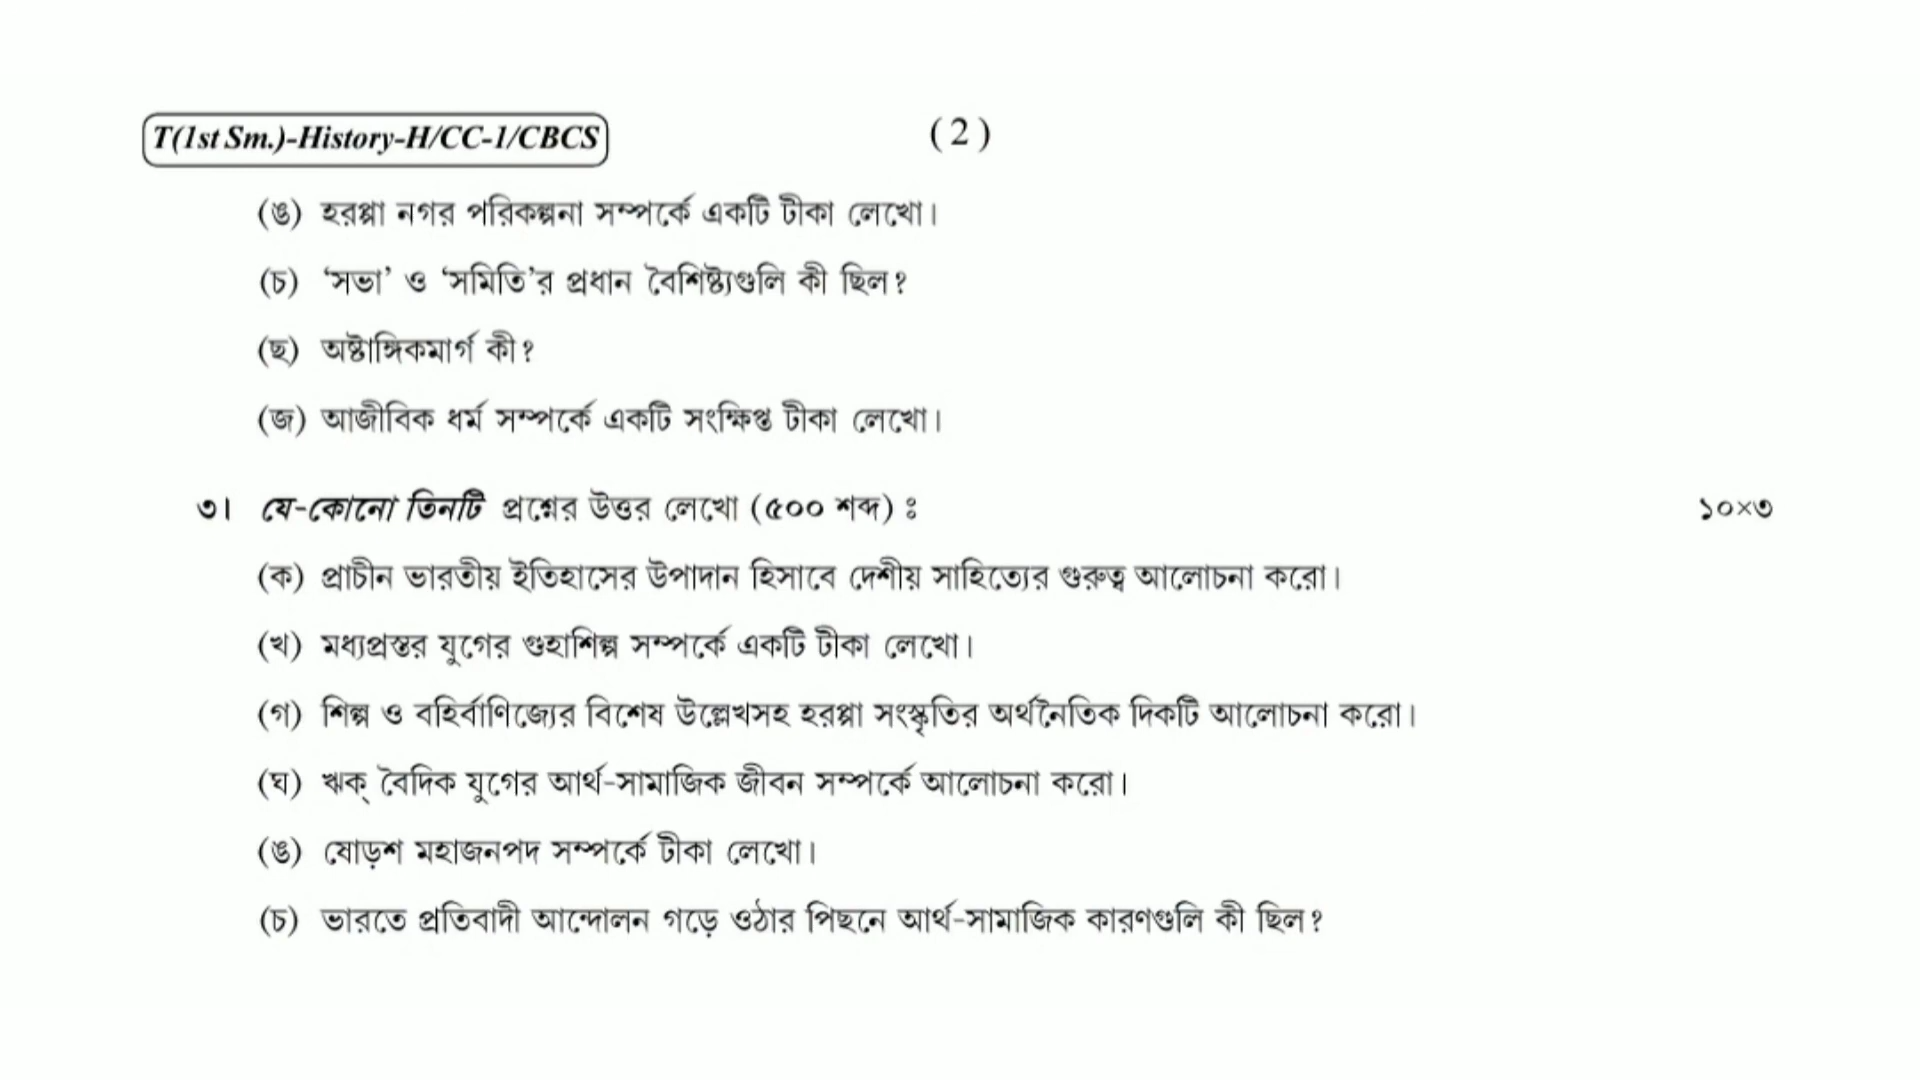 T(1st Sm.)-History-H/CC-1/CBCS (2)
(ঙ) হরপ্পা নগর পরিকল্পনা সম্পর্কে একটি টীকা লেখো।
(চ) ‘সভা’ ও ‘সমিতি’র প্রধান বৈশিষ্ট্যগুলি কী ছিল?
(ছ) অষ্টাঙ্গিকমার্গ কী?
(জ) আজীবিক ধর্ম সম্পর্কে একটি সংক্ষিপ্ত টীকা লেখো।
৩। যে-কোনো তিনটি প্রশ্নের উত্তর লেখো (৫০০ শব্দ) ঃ ১০×৩
(ক) প্রাচীন ভারতীয় ইতিহাসের উপাদান হিসাবে দেশীয় সাহিত্যের গুরুত্ব আলোচনা করো।
(খ) মধ্যপ্রস্তর যুগের গুহাশিল্প সম্পর্কে একটি টীকা লেখো।
(গ) শিল্প ও বহির্বাণিজ্যের বিশেষ উল্লেখসহ হরপ্পা সংস্কৃতির অর্থনৈতিক দিকটি আলোচনা করো।
(ঘ) ঋক্ বৈদিক যুগের আর্থ-সামাজিক জীবন সম্পর্কে আলোচনা করো।
(ঙ) ষোড়শ মহাজনপদ সম্পর্কে টীকা লেখো।
(চ) ভারতে প্রতিবাদী আন্দোলন গড়ে ওঠার পিছনে আর্থ-সামাজিক কারণগুলি কী ছিল?